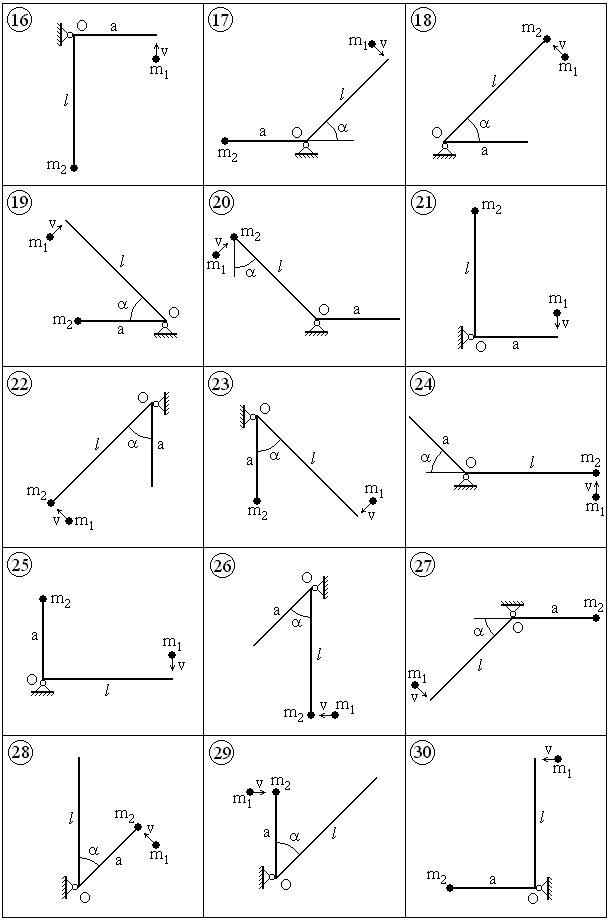 16 O a v m₁ l m₂
17 m₁ v l O a α m₂
18 m₂ v m₁ l O α a
19 v m₁ l α O m₂ a
20 m₂ v m₁ α l O a
21 m₂ l m₁ v O a
22 O l α a m₂ v m₁
23 O a α l m₁ v m₂
24 a α O l m₂ v m₁
25 m₂ a m₁ v O l
26 O a α l m₂ v m₁
27 a m₂ α O m₁ v l
28 l m₂ v α a m₁ O
29 v m₂ m₁ a α l O
30 v m₁ l m₂ a O